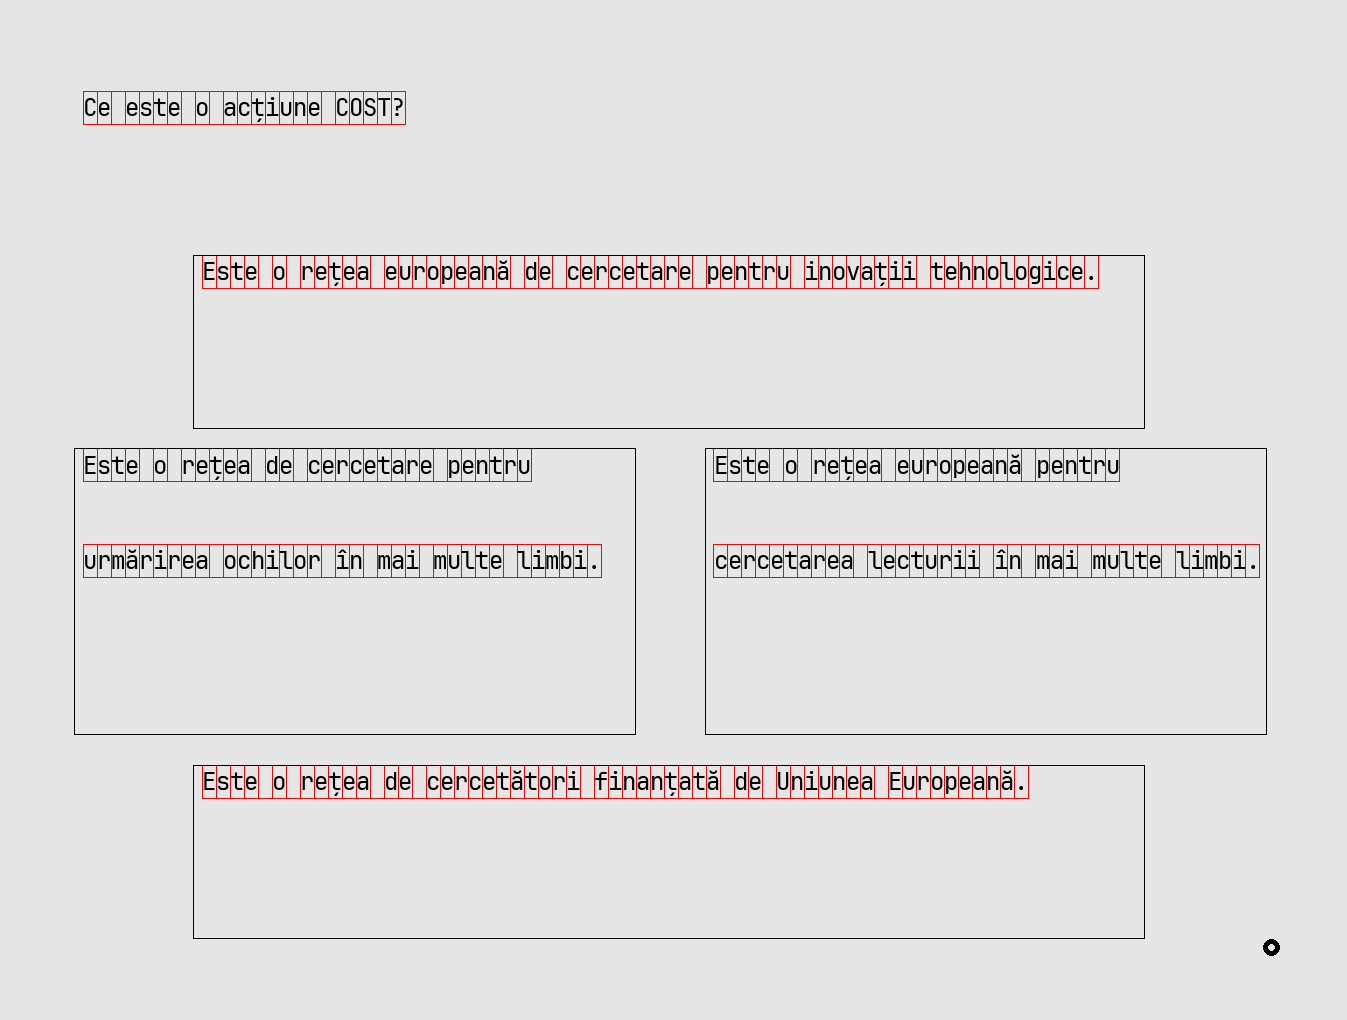 Ce este o acțiune COST?
Este o rețea europeană de cercetare pentru inovații tehnologice.
Este o rețea de cercetare pentru
urmărirea ochilor în mai multe limbi.
Este o rețea europeană pentru
cercetarea lecturii în mai multe limbi.
Este o rețea de cercetători finanțată de Uniunea Europeană.